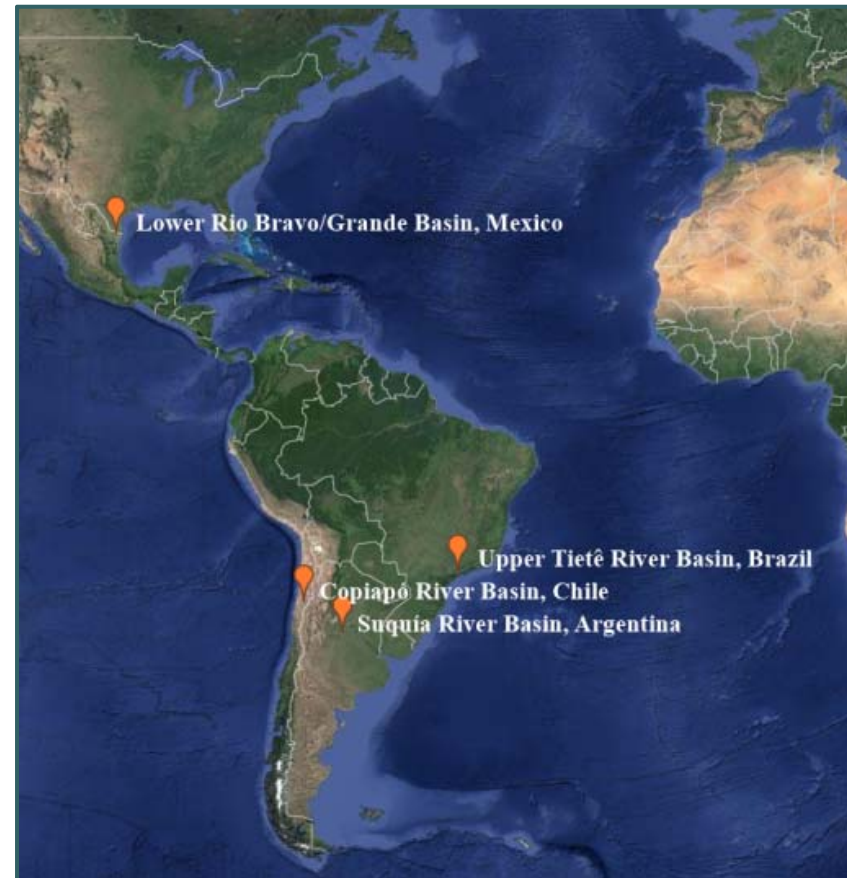 Lower Rio Bravo/Grande Basin, Mexico
Upper Tietê River Basin, Brazil
Copiapó River Basin, Chile
Suquía River Basin, Argentina